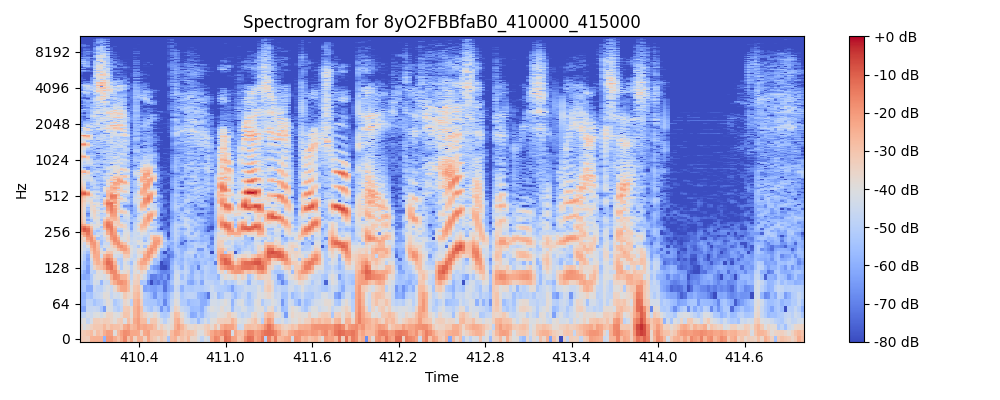 Spectrogram for 8yO2FBBfaB0_410000_415000
8192
4096
2048
1024
512
256
128
64
0
Hz
410.4 411.0 411.6 412.2 412.8 413.4 414.0 414.6
Time
+0 dB
-10 dB
-20 dB
-30 dB
-40 dB
-50 dB
-60 dB
-70 dB
-80 dB